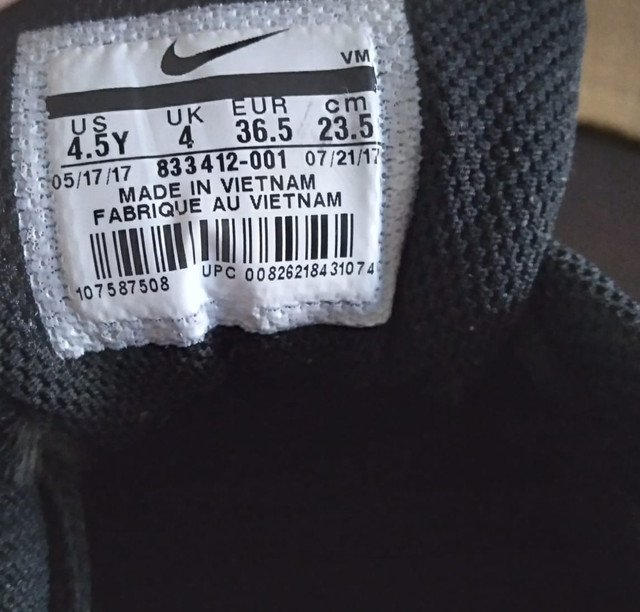 VM
US UK EUR cm
4.5Y 4 36.5 23.5
05/17/17 833412-001 07/21/17
MADE IN VIETNAM
FABRIQUE AU VIETNAM
107587508 UPC 00826218431074